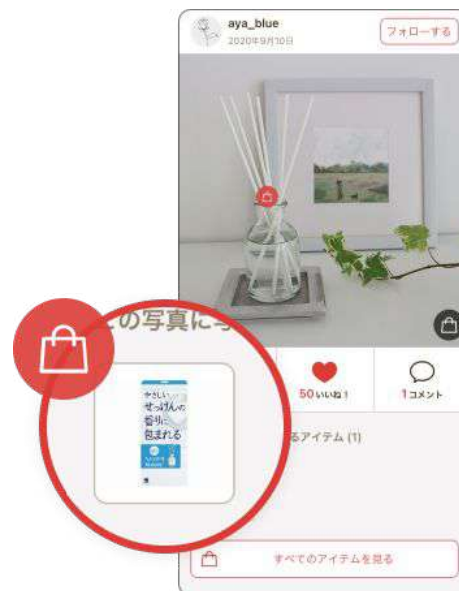 aya_blue
2020年9月10日
フォローする
この写真に写
50 いいね！
1 コメント
るアイテム (1)
やさしい
せっけんの
香りに
包まれる
すべてのアイテムを見る